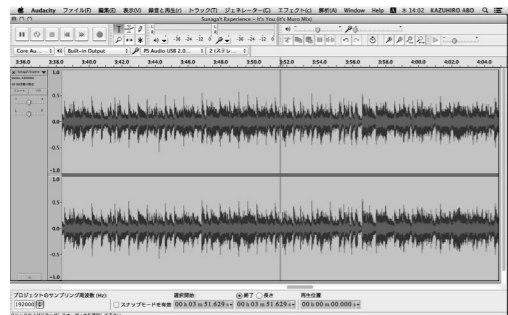 Audacity ファイル(F) 編集(E) 表示(V) 録音と再生(r) トラック(T) ジェネレーター(G) エフェクト(c) 解析(A) Window Help 木 14:02 KAZUHIRO ABO
Sunaga't Experience - It's You (It's Muro Mix)
-36 -24 -12 0
-36 -24 -12 0
Core Au... Built-in Output PS Audio USB 2.0... 2 (ステレ...
3:36.0 3:38.0 3:40.0 3:42.0 3:44.0 3:46.0 3:48.0 3:50.0 3:52.0 3:54.0 3:56.0 3:58.0 4:00.0 4:02.0 4:04.0
1.0
0.5-
0.0-
-0.5-
-1.0
1.0
0.5-
0.0-
-0.5-
-1.0
プロジェクトのサンプリング周波数 (Hz): 選択開始: 終了 長さ 再生位置:
192000 スナップモードを有効 00 h 03 m 51.629 s 00 h 03 m 51.629 s 00 h 00 m 00.000 s